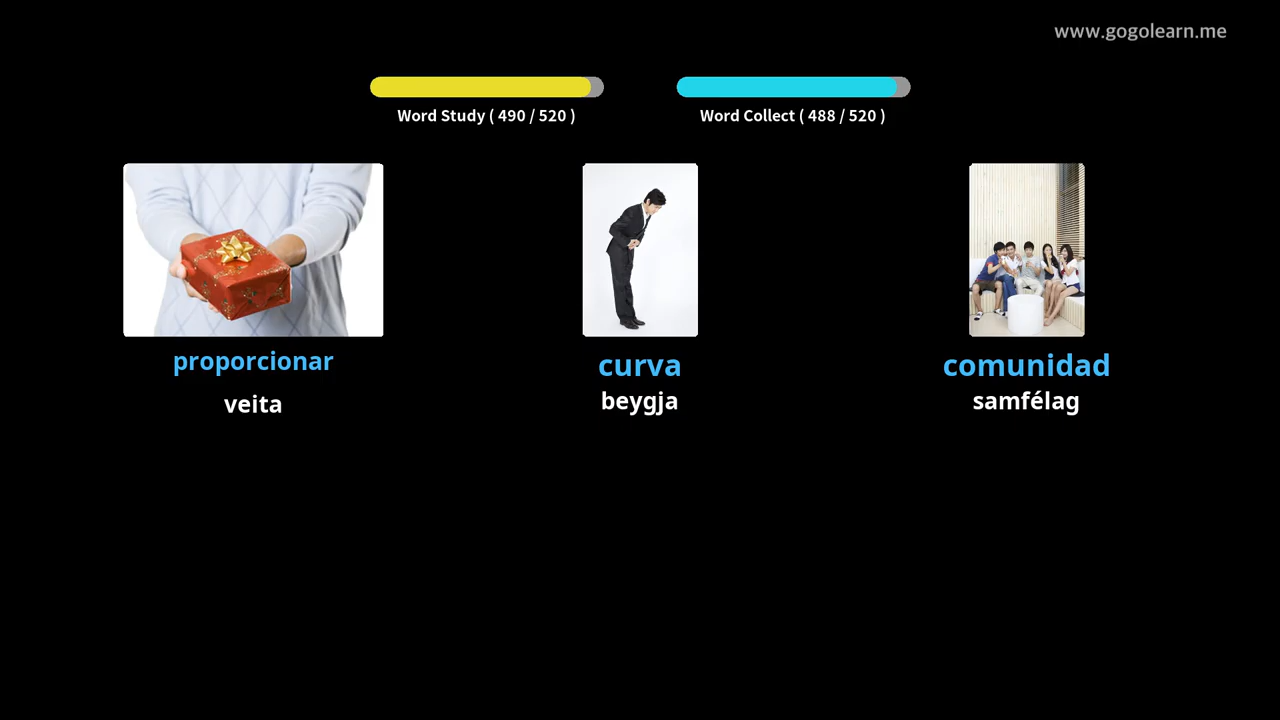 www.gogolearn.me
Word Study ( 490 / 520 )
Word Collect ( 488 / 520 )
proporcionar
veita
curva
beygja
comunidad
samfélag